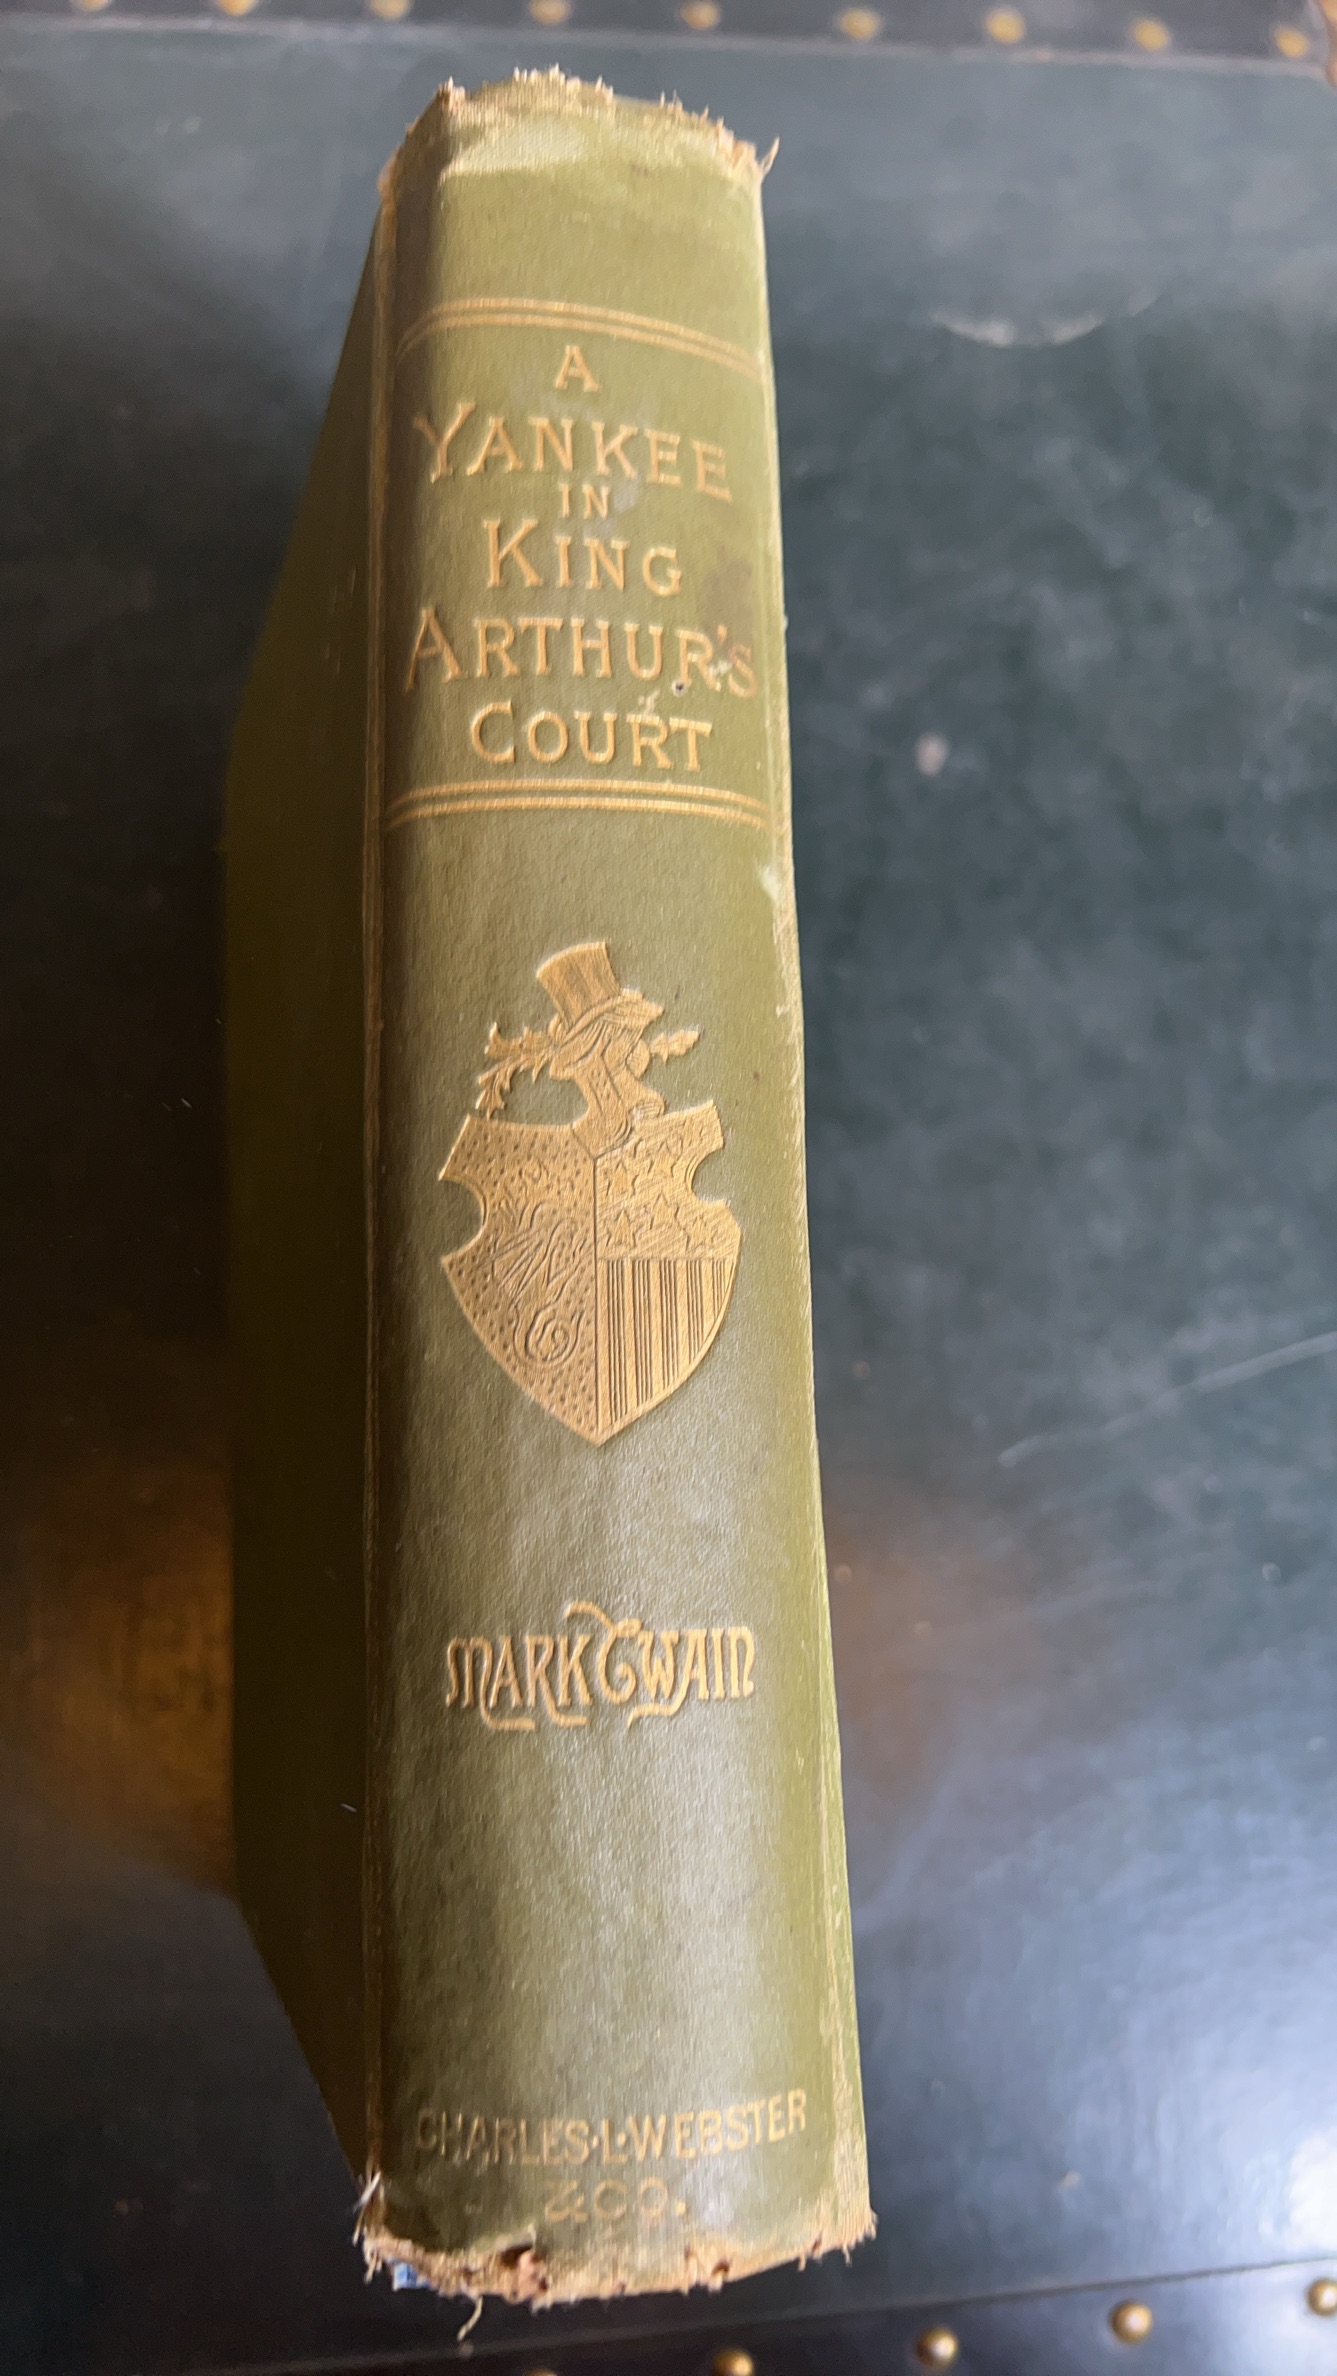 A
YANKEE
IN
KING
ARTHUR'S
COURT
MARK TWAIN
CHARLES·L·WEBSTER
& CO.